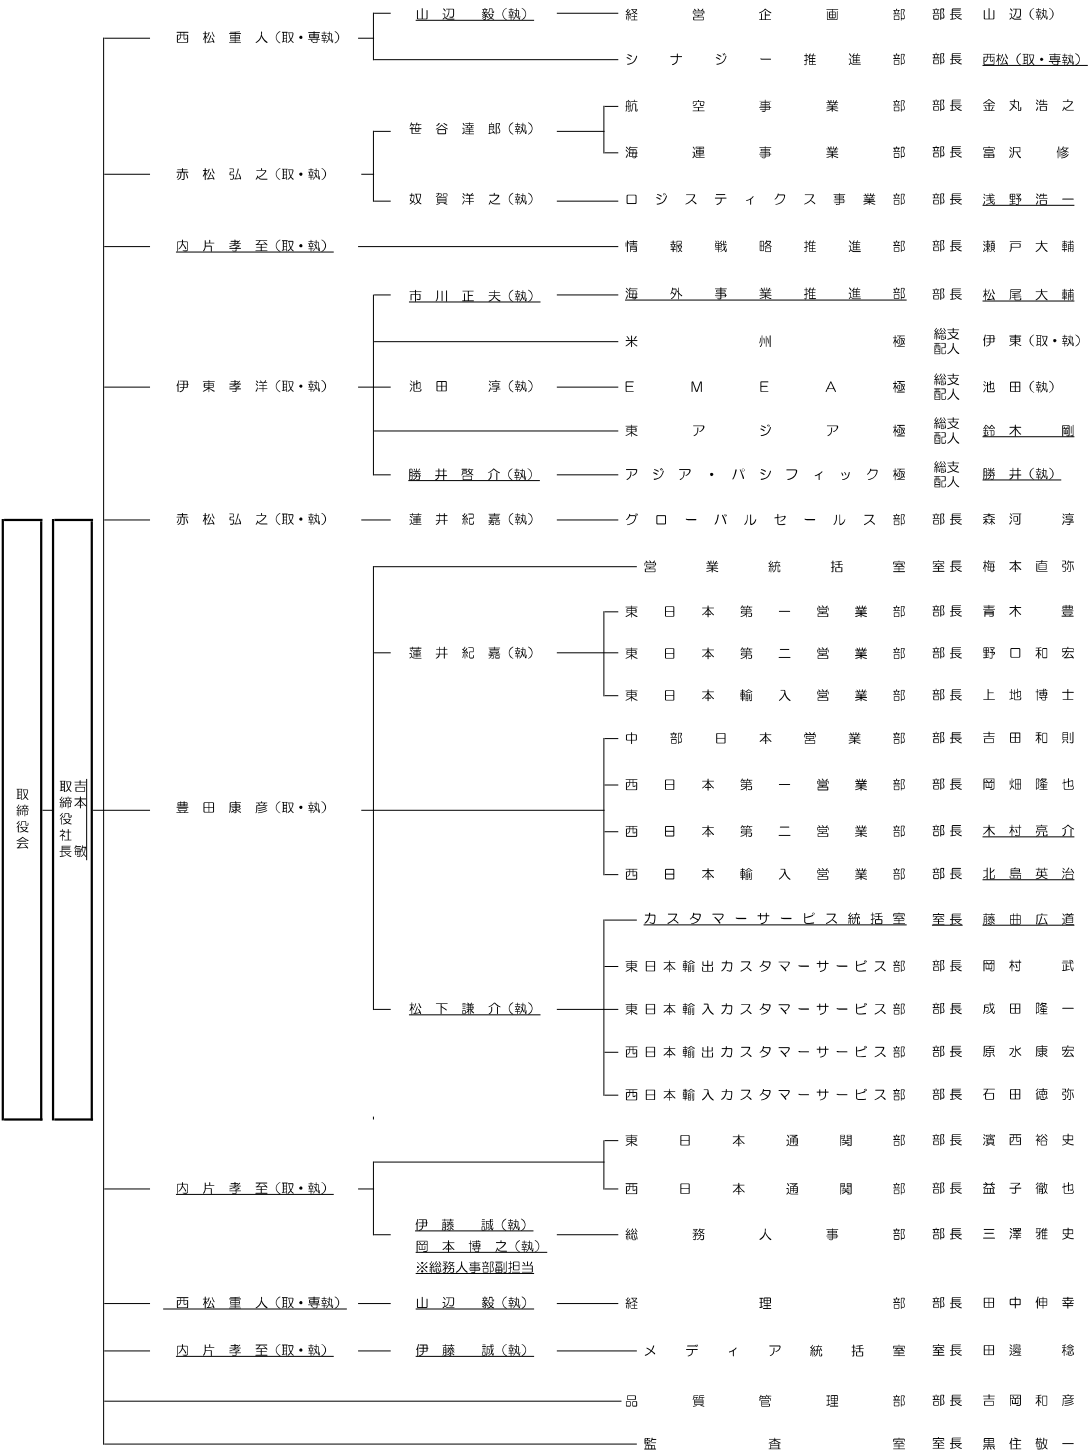 取締役会
取締役社長
吉本　敏
西松重人（取・専執）
山辺　毅（執）
経営企画部　部長　山辺（執）
シナジー推進部　部長　西松（取・専執）
赤松弘之（取・執）
笹谷達郎（執）
航空事業部　部長　金丸浩之
海運事業部　部長　富沢　修
奴賀洋之（執）
ロジスティクス事業部　部長　浅野浩一
内片孝至（取・執）
情報戦略推進部　部長　瀬戸大輔
伊東孝洋（取・執）
市川正夫（執）
海外事業推進部　部長　松尾大輔
米州極　総支配人　伊東（取・執）
池田　淳（執）
ＥＭＥＡ極　総支配人　池田（執）
東アジア極　総支配人　鈴木　剛
勝井啓介（執）
アジア・パシフィック極　総支配人　勝井（執）
赤松弘之（取・執）
蓮井紀嘉（執）
グローバルセールス部　部長　森河　淳
豊田康彦（取・執）
営業統括室　室長　梅本直弥
蓮井紀嘉（執）
東日本第一営業部　部長　青木　豊
東日本第二営業部　部長　野口和宏
東日本輸入営業部　部長　上地博士
中部日本営業部　部長　吉田和則
西日本第一営業部　部長　岡畑隆也
西日本第二営業部　部長　木村亮介
西日本輸入営業部　部長　北島英治
松下謙介（執）
カスタマーサービス統括室　室長　藤曲広道
東日本輸出カスタマーサービス部　部長　岡村　武
東日本輸入カスタマーサービス部　部長　成田隆一
西日本輸出カスタマーサービス部　部長　原水康宏
西日本輸入カスタマーサービス部　部長　石田徳弥
内片孝至（取・執）
東日本通関部　部長　濱西裕史
西日本通関部　部長　益子徹也
伊藤　誠（執）
岡本博之（執）
※総務人事部副担当
総務人事部　部長　三澤雅史
西松重人（取・専執）
山辺　毅（執）
経理部　部長　田中伸幸
内片孝至（取・執）
伊藤　誠（執）
メディア統括室　室長　田邊　稔
品質管理部　部長　吉岡和彦
監査室　室長　黒住敬一